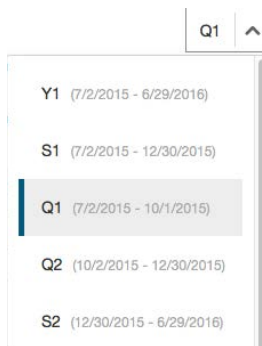 Q1
Y1 (7/2/2015 - 6/29/2016)
S1 (7/2/2015 - 12/30/2015)
Q1 (7/2/2015 - 10/1/2015)
Q2 (10/2/2015 - 12/30/2015)
S2 (12/30/2015 - 6/29/2016)